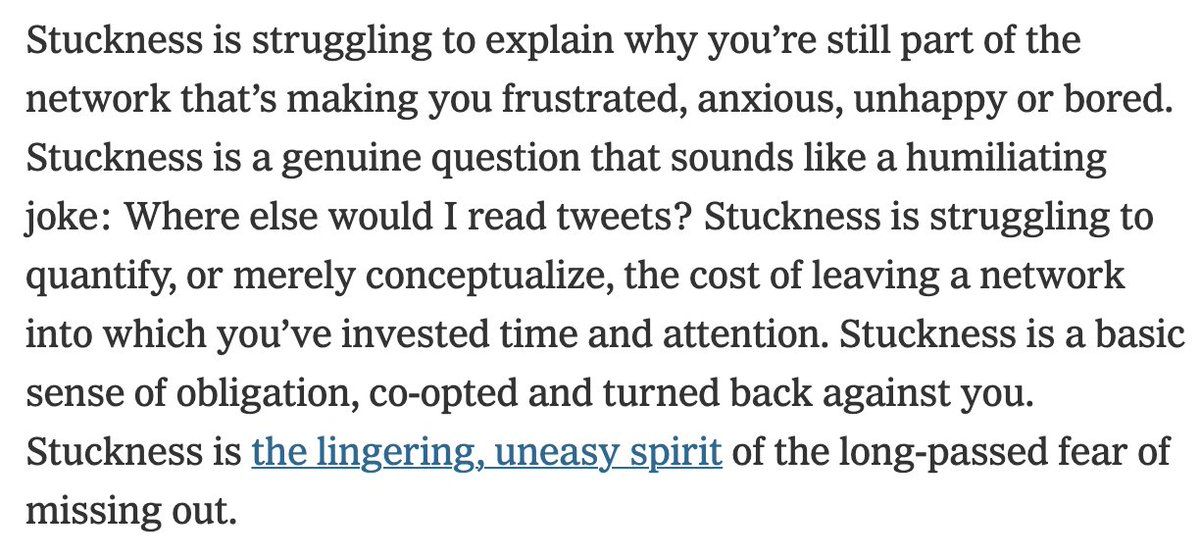 Stuckness is struggling to explain why you’re still part of the
network that’s making you frustrated, anxious, unhappy or bored.
Stuckness is a genuine question that sounds like a humiliating
joke: Where else would I read tweets? Stuckness is struggling to
quantify, or merely conceptualize, the cost of leaving a network
into which you’ve invested time and attention. Stuckness is a basic
sense of obligation, co-opted and turned back against you.
Stuckness is the lingering, uneasy spirit of the long-passed fear of
missing out.